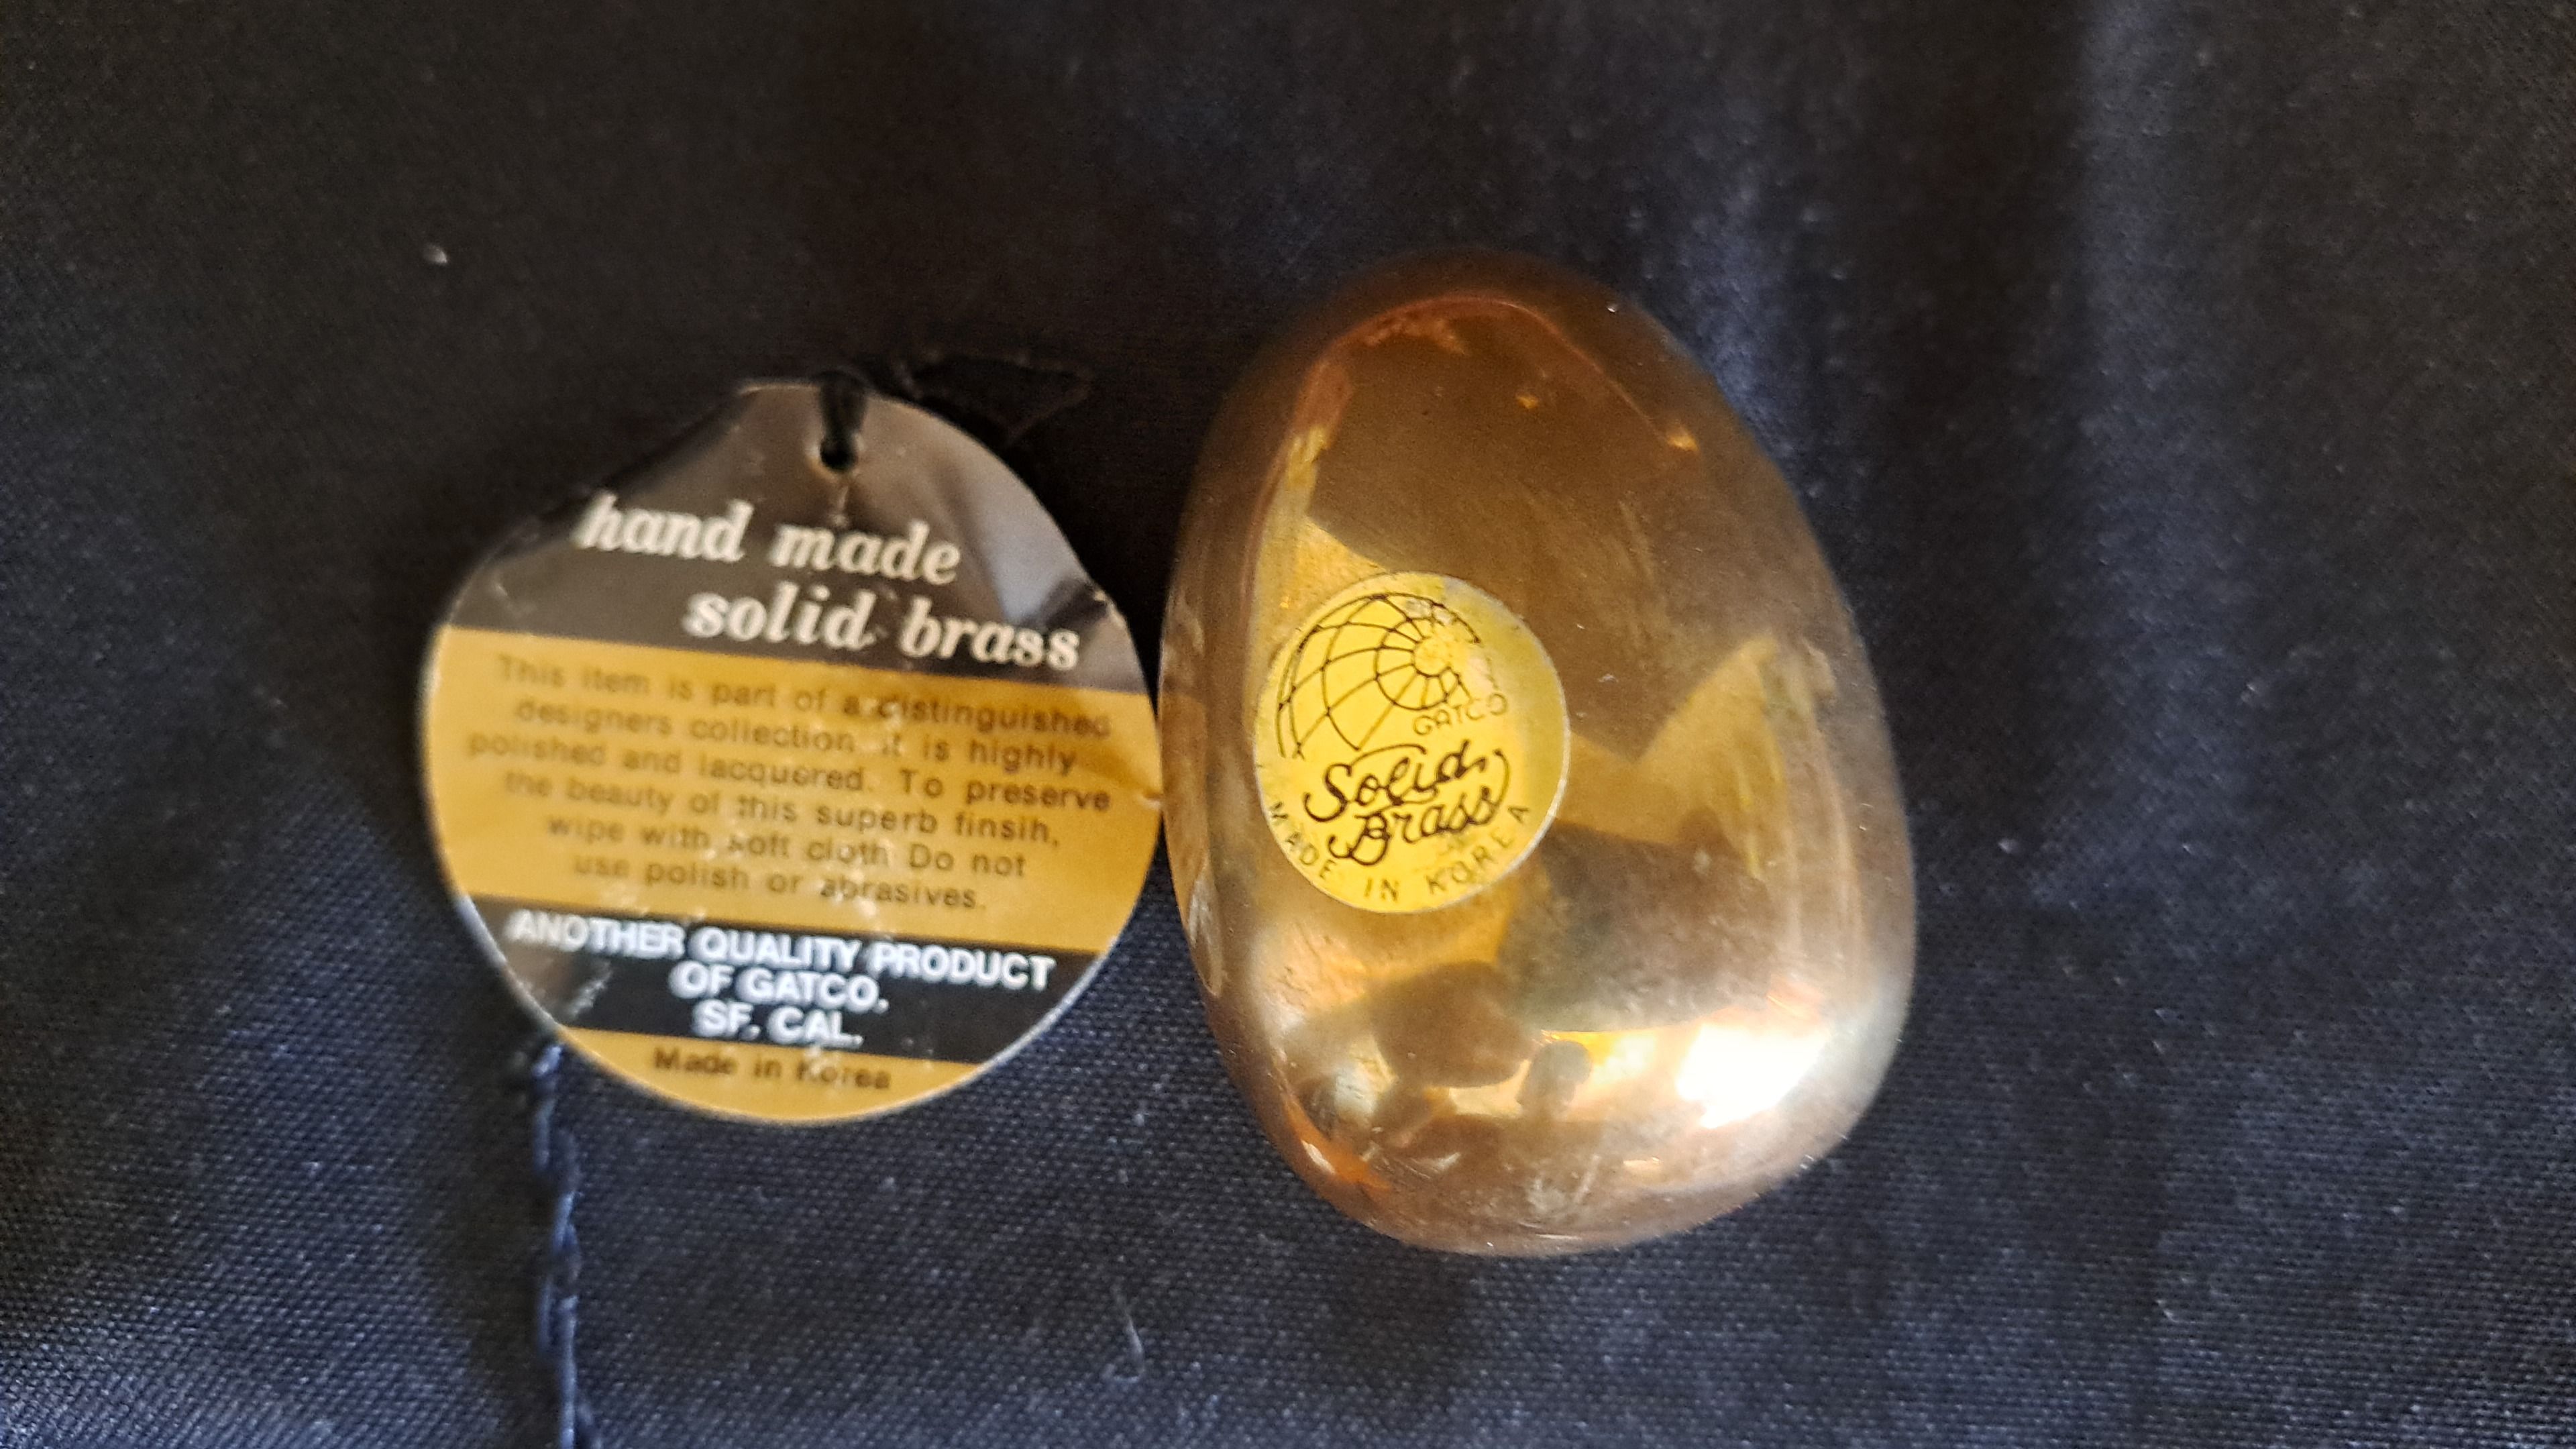 hand made
solid brass
This item is part of a distinguished
designers collection. It is highly
polished and lacquered. To preserve
the beauty of this superb finsih,
wipe with soft cloth Do not
use polish or abrasives.
ANOTHER QUALITY PRODUCT
OF GATCO.
SF. CAL.
Made in Korea
GATCO
Solid
Brass
MADE IN KOREA